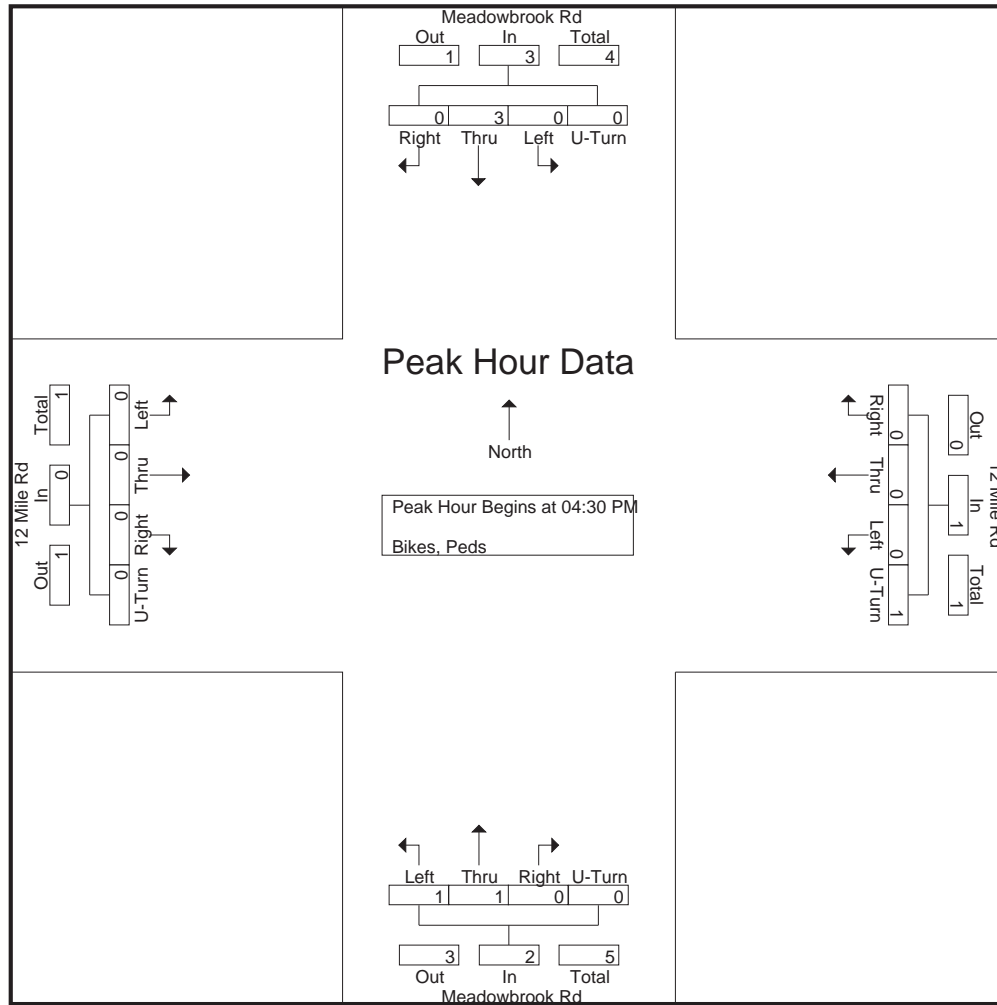 Meadowbrook Rd
Out In Total
1 3 4
0 3 0 0
Right Thru Left U-Turn
Peak Hour Data
North
Peak Hour Begins at 04:30 PM
Bikes, Peds
12 Mile Rd
Out In Total
1 0 1
0 0 0 0
U-Turn Right Thru Left
12 Mile Rd
Out In Total
0 1 1
0 0 0 1
Right Thru Left U-Turn
Left Thru Right U-Turn
1 1 0 0
3 2 5
Out In Total
Meadowbrook Rd